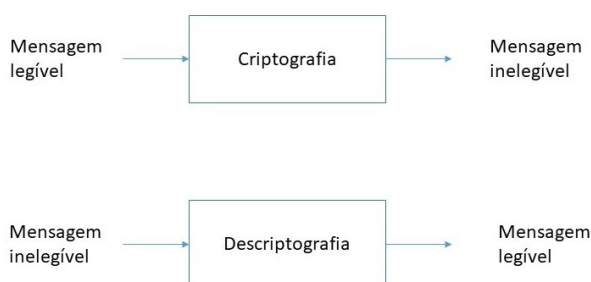 Mensagem
legível
Criptografia
Mensagem
inelegível
Mensagem
inelegível
Descriptografia
Mensagem
legível